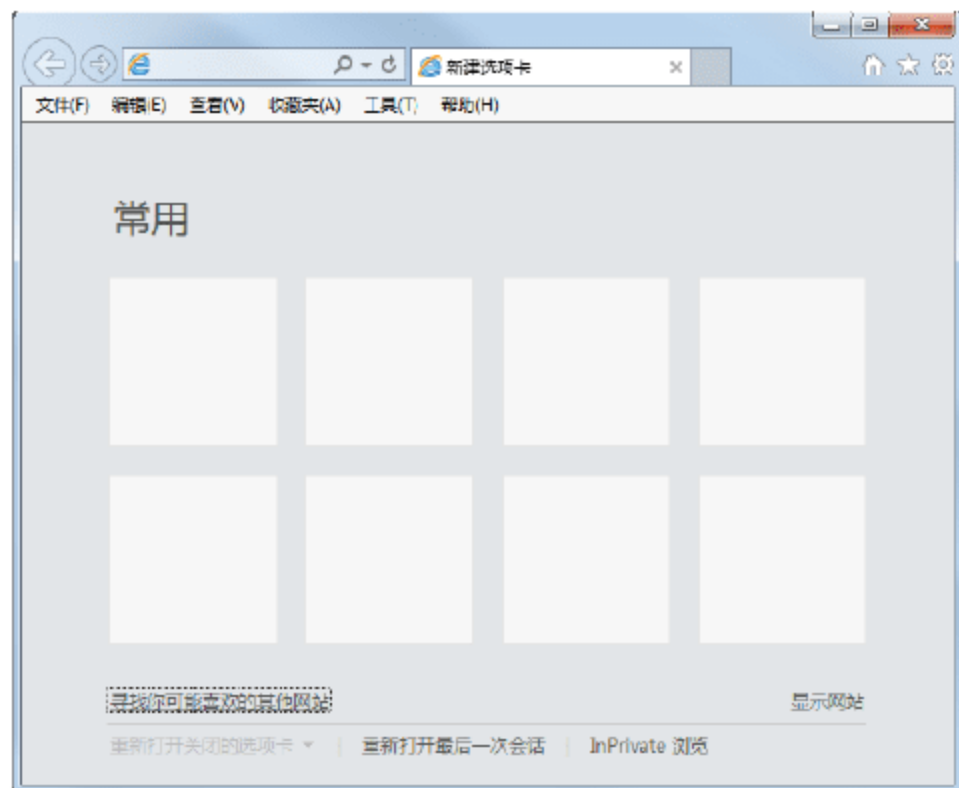 新建选项卡
文件(F) 编辑(E) 查看(V) 收藏夹(A) 工具(T) 帮助(H)
常用
寻找你可能喜欢的其他网站 显示网站
重新打开关闭的选项卡 重新打开最后一次会话 InPrivate 浏览